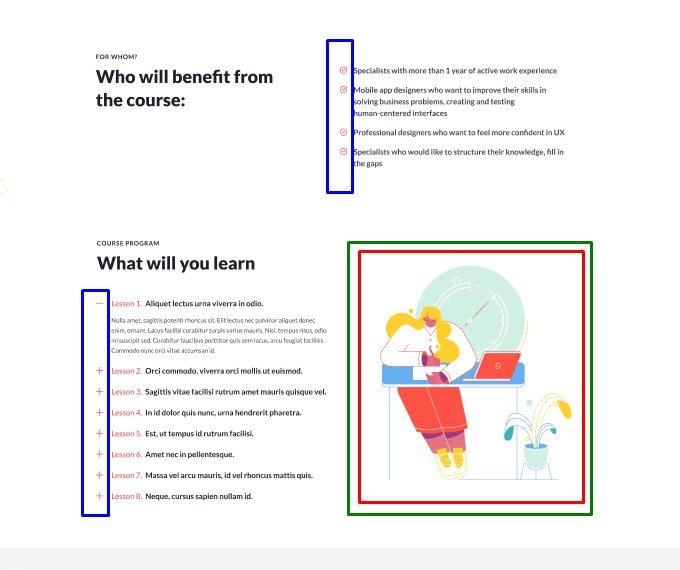 FOR WHOM?
Who will benefit from
the course:
Specialists with more than 1 year of active work experience
Mobile app designers who want to improve their skills in
solving business problems, creating and testing
human-centered interfaces
Professional designers who want to feel more confident in UX
Specialists who would like to structure their knowledge, fill in
the gaps
COURSE PROGRAM
What will you learn
Lesson 1. Aliquet lectus urna viverra in odio.
Nulla amet, sagittis potenti rhoncus sit. Elit lectus nec pulvinar aliquet donec
enim, ornare. Lacus facilisi curabitur turpis varius mauris. Nisi, tempus risus, odio
mi suscipit sed. Curabitur faucibus porttitor quis sem lacus, arcu feugiat facilisis.
Commodo nunc orci vitae accumsan id.
Lesson 2. Orci commodo, viverra orci mollis ut euismod.
Lesson 3. Sagittis vitae facilisi rutrum amet mauris quisque vel.
Lesson 4. In id dolor quis nunc, urna hendrerit pharetra.
Lesson 5. Est, ut tempus id rutrum facilisi.
Lesson 6. Amet nec in pellentesque.
Lesson 7. Massa vel arcu mauris, id vel rhoncus mattis quis.
Lesson 8. Neque, cursus sapien nullam id.